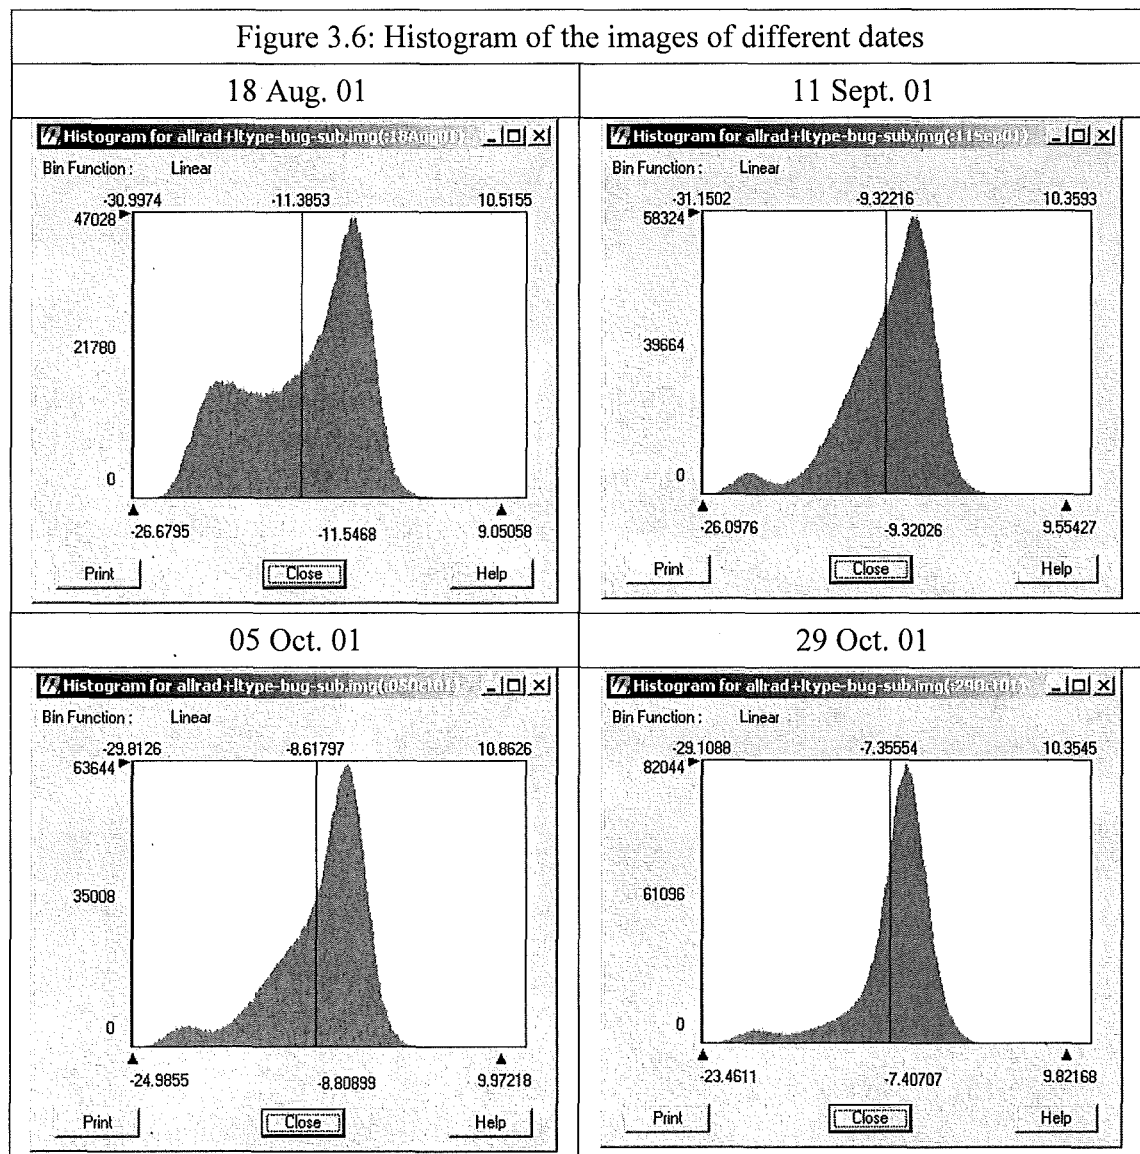 Figure 3.6: Histogram of the images of different dates
18 Aug. 01
11 Sept. 01
Histogram for allrad+ltype-bug-sub.img(:18Aug01)
Bin Function : Linear
-30.9974 -11.3853 10.5155
47028
21780
0
-26.6795 -11.5468 9.05058
Print Close Help
Histogram for allrad+ltype-bug-sub.img(:11Sep01)
Bin Function : Linear
-31.1502 -9.32216 10.3593
58324
39664
0
-26.0976 -9.32026 9.55427
Print Close Help
05 Oct. 01
29 Oct. 01
Histogram for allrad+ltype-bug-sub.img(:05Oct01)
Bin Function : Linear
-29.8126 -8.61797 10.8626
63644
35008
0
-24.9855 -8.80899 9.97218
Print Close Help
Histogram for allrad+ltype-bug-sub.img(:29Oct01)
Bin Function : Linear
-29.1088 -7.35554 10.3545
82044
61096
0
-23.4611 -7.40707 9.82168
Print Close Help